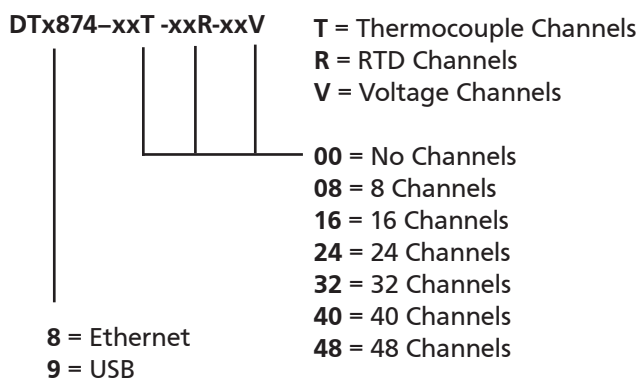 DTx874–xxT -xxR-xxV
T = Thermocouple Channels
R = RTD Channels
V = Voltage Channels
00 = No Channels
08 = 8 Channels
16 = 16 Channels
24 = 24 Channels
32 = 32 Channels
40 = 40 Channels
48 = 48 Channels
8 = Ethernet
9 = USB